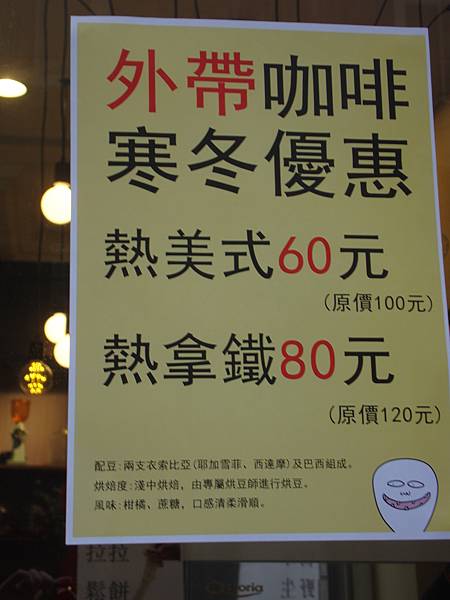 外帶咖啡
寒冬優惠
熱美式60元
(原價100元)
熱拿鐵80元
(原價120元)
配豆:兩支衣索比亞(耶加雪菲、西達摩)及巴西組成。
烘焙度:淺中烘焙,由專屬烘豆師進行烘豆。
風味:柑橘、蔗糖,口感清柔滑順。
拉拉
鬆餅
野生